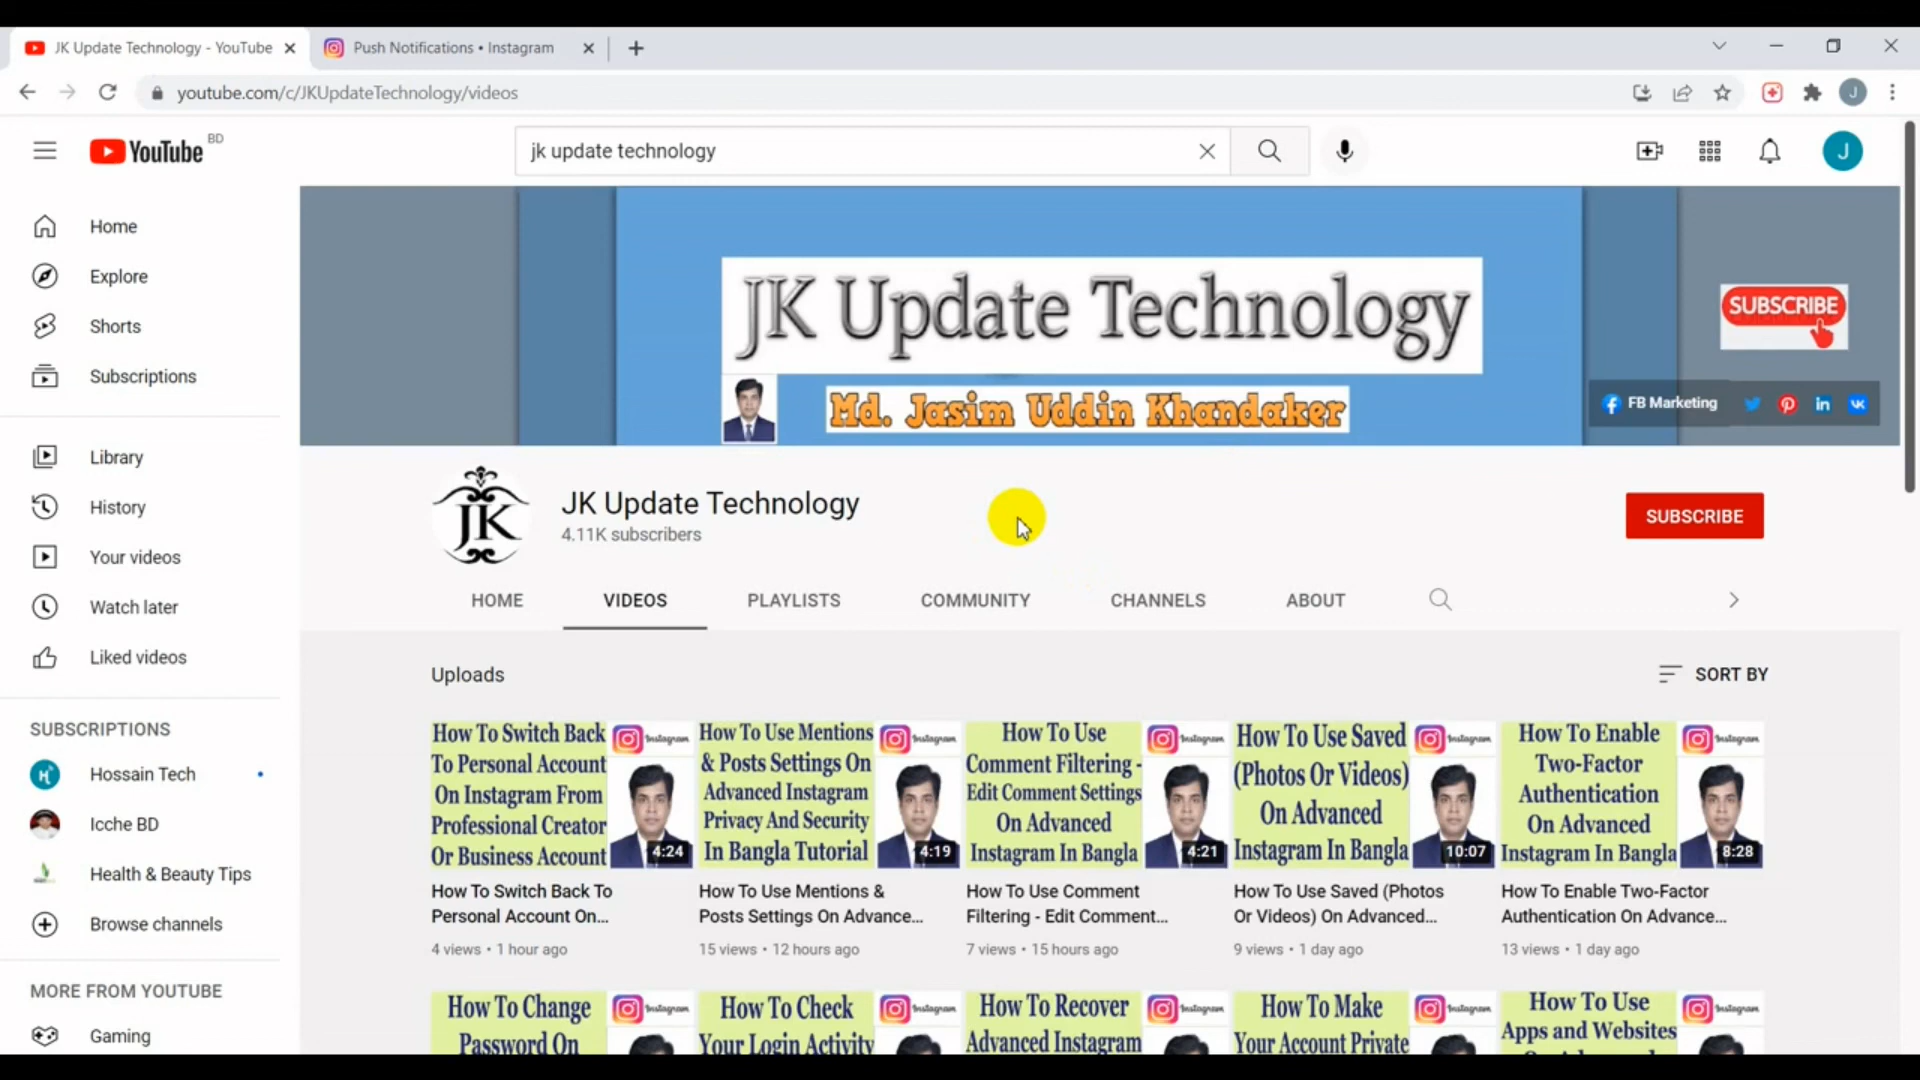 JK Update Technology - YouTube
Push Notifications • Instagram
youtube.com/c/JKUpdateTechnology/videos
J
YouTube BD
jk update technology
J
Home
Explore
Shorts
Subscriptions
Library
History
Your videos
Watch later
Liked videos
SUBSCRIPTIONS
Hossain Tech
Icche BD
Health & Beauty Tips
Browse channels
MORE FROM YOUTUBE
Gaming
JK Update Technology
Md. Jasim Uddin Khandaker
SUBSCRIBE
FB Marketing
JK
JK Update Technology
4.11K subscribers
SUBSCRIBE
HOME
VIDEOS
PLAYLISTS
COMMUNITY
CHANNELS
ABOUT
Uploads
SORT BY
How To Switch Back
To Personal Account
On Instagram From
Professional Creator
Or Business Account
Instagram
4:24
How To Switch Back To
Personal Account On...
4 views • 1 hour ago
How To Use Mentions
& Posts Settings On
Advanced Instagram
Privacy And Security
In Bangla Tutorial
Instagram
4:19
How To Use Mentions &
Posts Settings On Advance...
15 views • 12 hours ago
How To Use
Comment Filtering -
Edit Comment Settings
On Advanced
Instagram In Bangla
Instagram
4:21
How To Use Comment
Filtering - Edit Comment...
7 views • 15 hours ago
How To Use Saved
(Photos Or Videos)
On Advanced
Instagram In Bangla
Instagram
10:07
How To Use Saved (Photos
Or Videos) On Advanced...
9 views • 1 day ago
How To Enable
Two-Factor
Authentication
On Advanced
Instagram In Bangla
Instagram
8:28
How To Enable Two-Factor
Authentication On Advance...
13 views • 1 day ago
How To Change
Password On
Instagram
How To Check
Your Login Activity
Instagram
How To Recover
Advanced Instagram
Instagram
How To Make
Your Account Private
Instagram
How To Use
Apps and Websites
Instagram